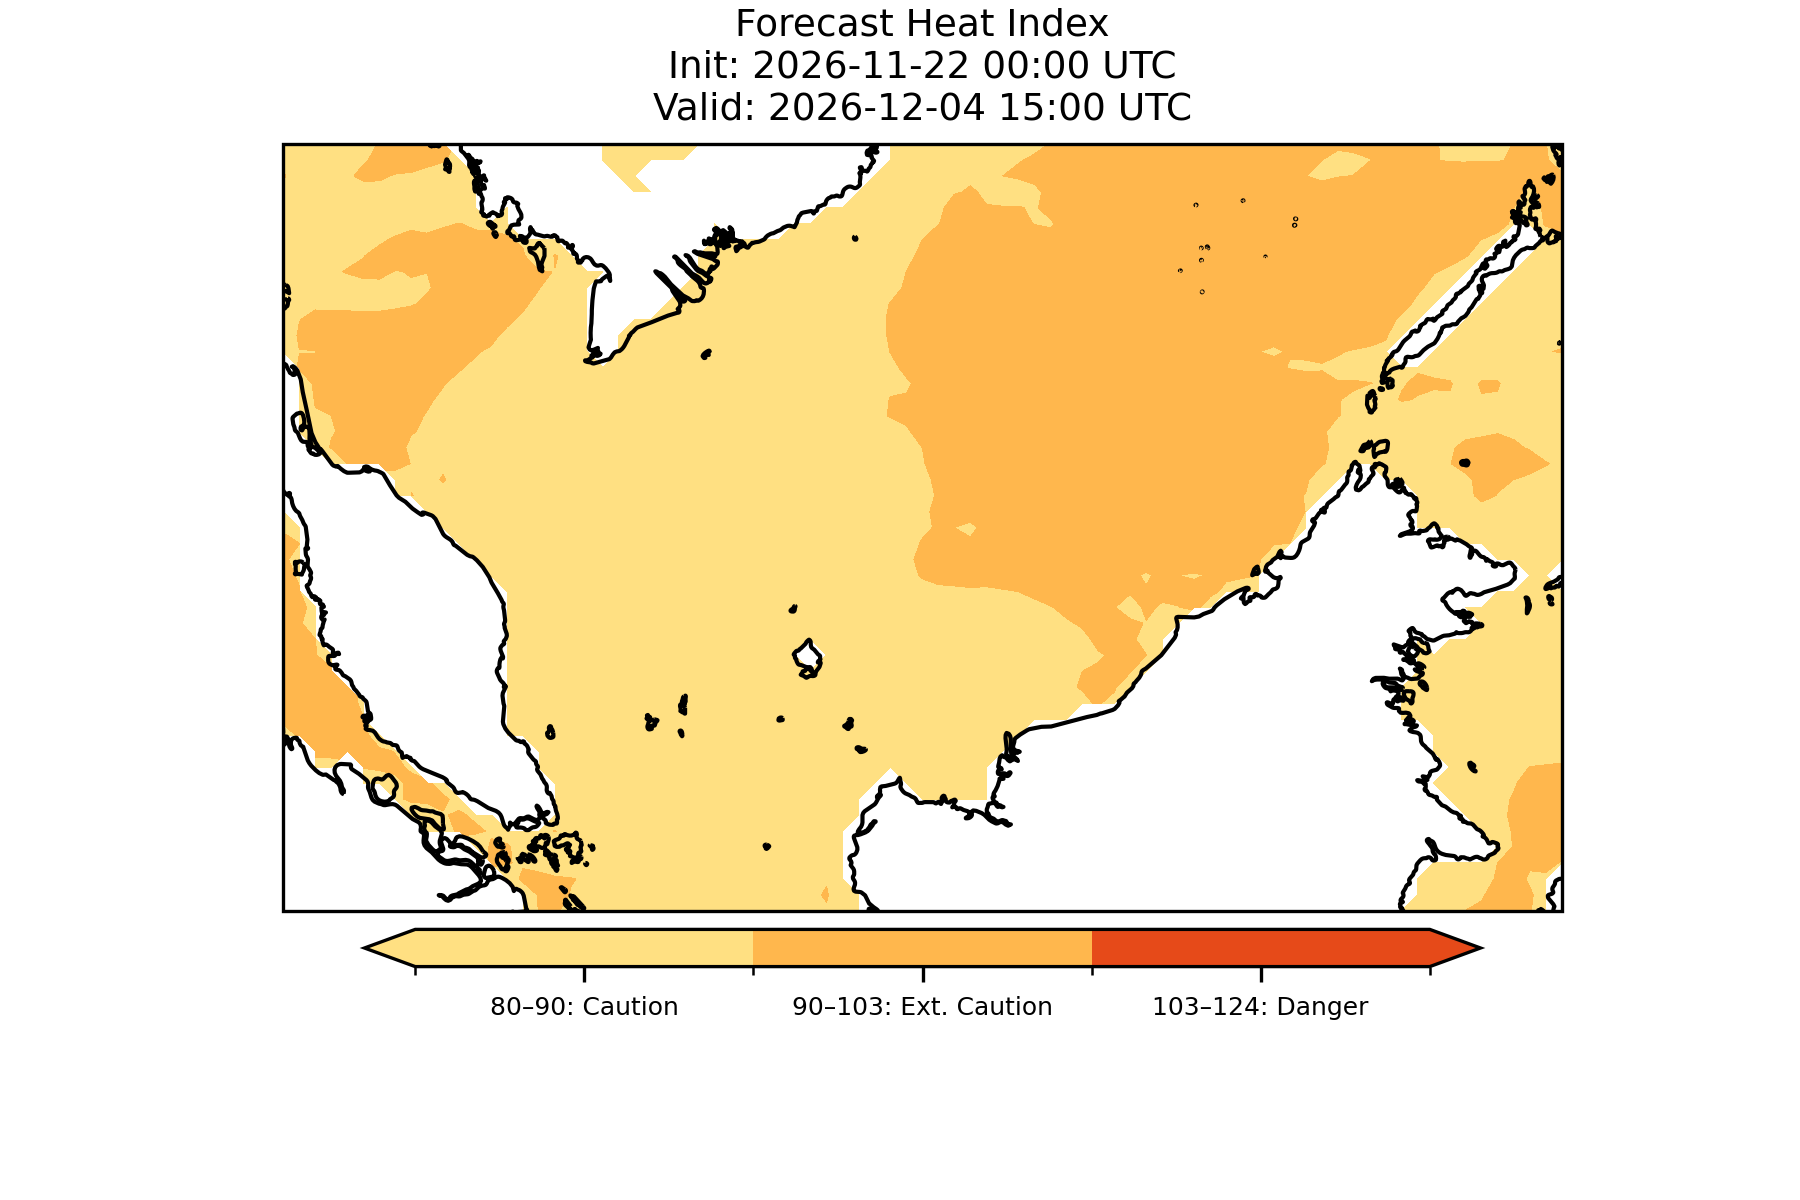 Forecast Heat Index
Init: 2026-11-22 00:00 UTC
Valid: 2026-12-04 15:00 UTC
80–90: Caution
90–103: Ext. Caution
103–124: Danger